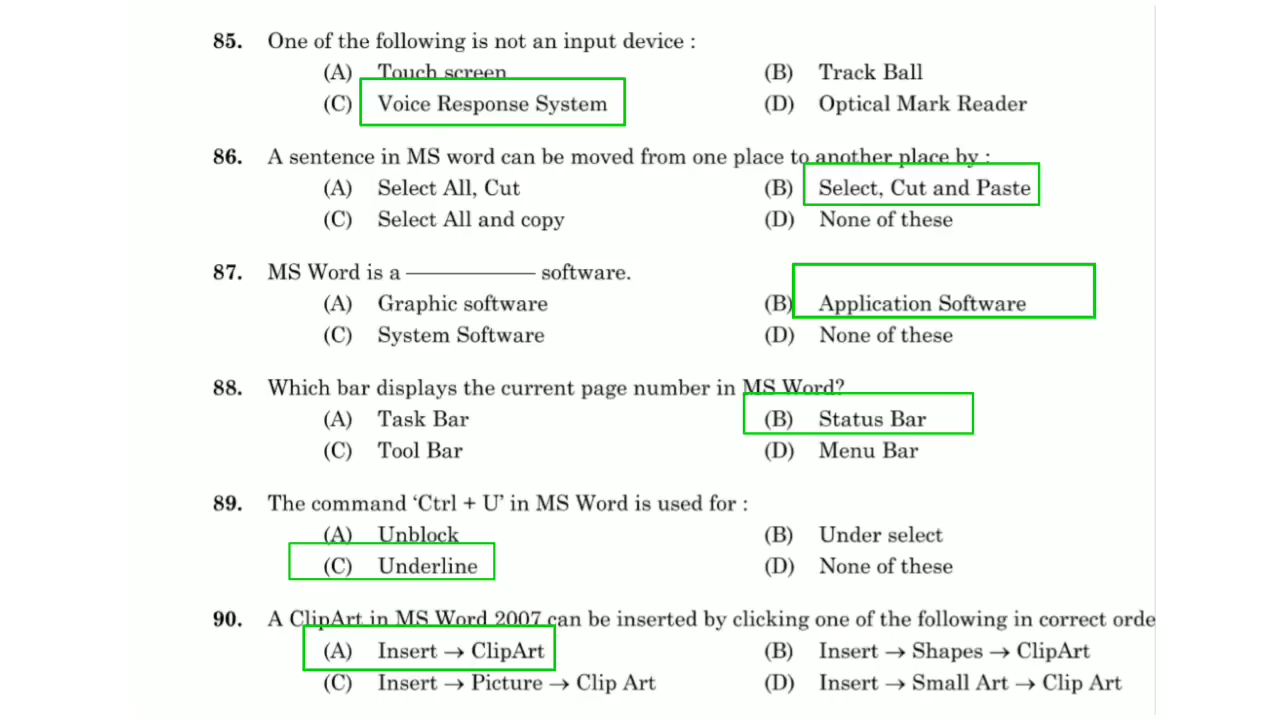 85. One of the following is not an input device :
(A) Touch screen (B) Track Ball
(C) Voice Response System (D) Optical Mark Reader
86. A sentence in MS word can be moved from one place to another place by :
(A) Select All, Cut (B) Select, Cut and Paste
(C) Select All and copy (D) None of these
87. MS Word is a ———— software.
(A) Graphic software (B) Application Software
(C) System Software (D) None of these
88. Which bar displays the current page number in MS Word?
(A) Task Bar (B) Status Bar
(C) Tool Bar (D) Menu Bar
89. The command ‘Ctrl + U’ in MS Word is used for :
(A) Unblock (B) Under select
(C) Underline (D) None of these
90. A ClipArt in MS Word 2007 can be inserted by clicking one of the following in correct orde
(A) Insert → ClipArt (B) Insert → Shapes → ClipArt
(C) Insert → Picture → Clip Art (D) Insert → Small Art → Clip Art